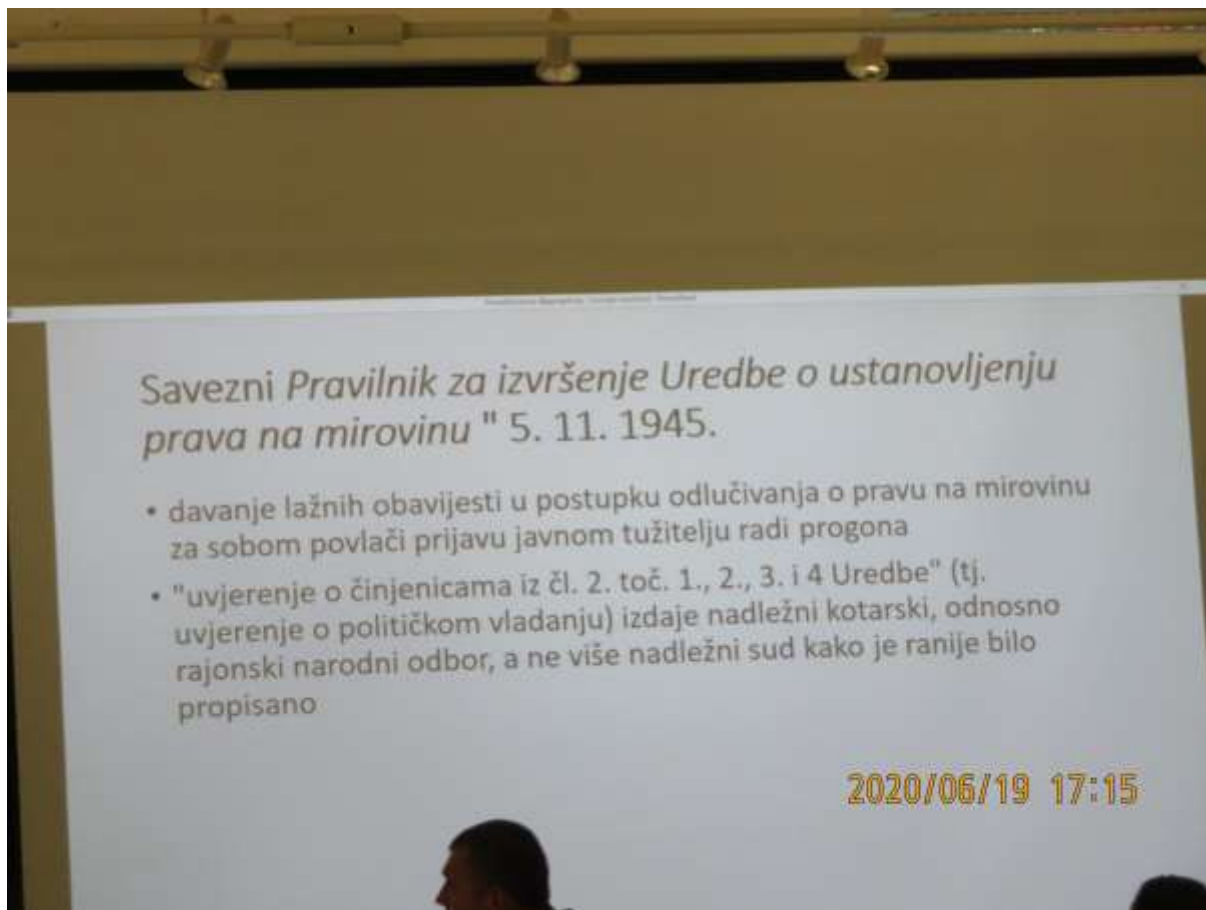 Savezni Pravilnik za izvršenje Uredbe o ustanovljenju
prava na mirovinu " 5. 11. 1945.
• davanje lažnih obavijesti u postupku odlučivanja o pravu na mirovinu
za sobom povlači prijavu javnom tužitelju radi progona
• "uvjerenje o činjenicama iz čl. 2. toč. 1., 2., 3. i 4 Uredbe" (tj.
uvjerenje o političkom vladanju) izdaje nadležni kotarski, odnosno
rajonski narodni odbor, a ne više nadležni sud kako je ranije bilo
propisano
2020/06/19 17:15